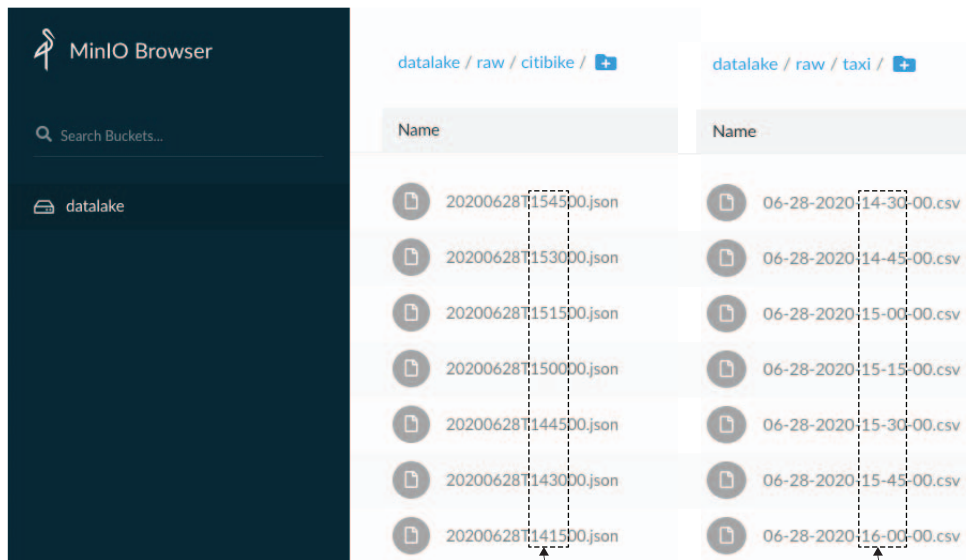 MinIO Browser
Search Buckets...
datalake
datalake / raw / citibike /
Name
20200628T154500.json
20200628T153000.json
20200628T151500.json
20200628T150000.json
20200628T144500.json
20200628T143000.json
20200628T141500.json
datalake / raw / taxi /
Name
06-28-2020-14-30-00.csv
06-28-2020-14-45-00.csv
06-28-2020-15-00-00.csv
06-28-2020-15-15-00.csv
06-28-2020-15-30-00.csv
06-28-2020-15-45-00.csv
06-28-2020-16-00-00.csv